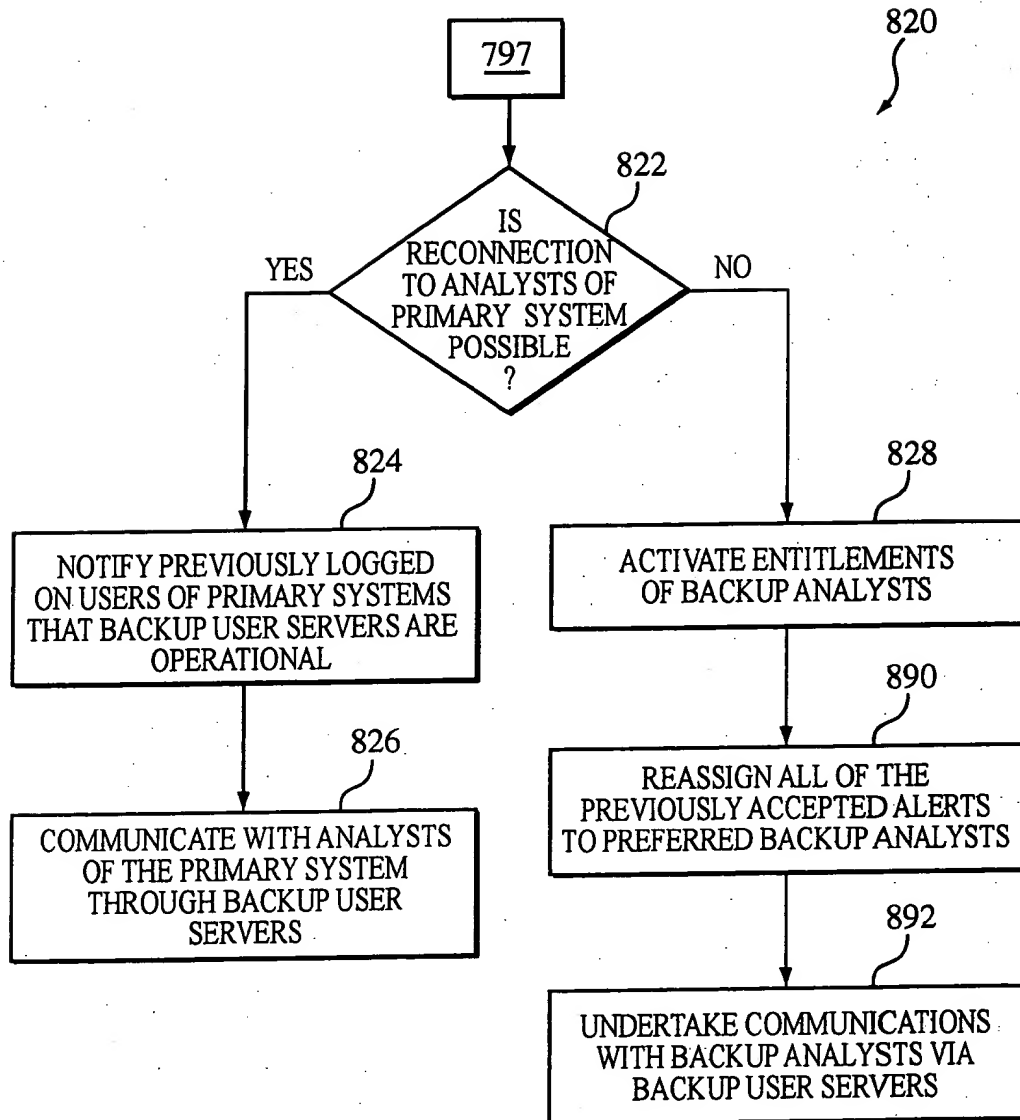 820
797
822
IS
RECONNECTION
TO ANALYSTS OF
PRIMARY SYSTEM
POSSIBLE
?
YES
NO
824
NOTIFY PREVIOUSLY LOGGED
ON USERS OF PRIMARY SYSTEMS
THAT BACKUP USER SERVERS ARE
OPERATIONAL
826
COMMUNICATE WITH ANALYSTS
OF THE PRIMARY SYSTEM
THROUGH BACKUP USER
SERVERS
828
ACTIVATE ENTITLEMENTS
OF BACKUP ANALYSTS
890
REASSIGN ALL OF THE
PREVIOUSLY ACCEPTED ALERTS
TO PREFERRED BACKUP ANALYSTS
892
UNDERTAKE COMMUNICATIONS
WITH BACKUP ANALYSTS VIA
BACKUP USER SERVERS